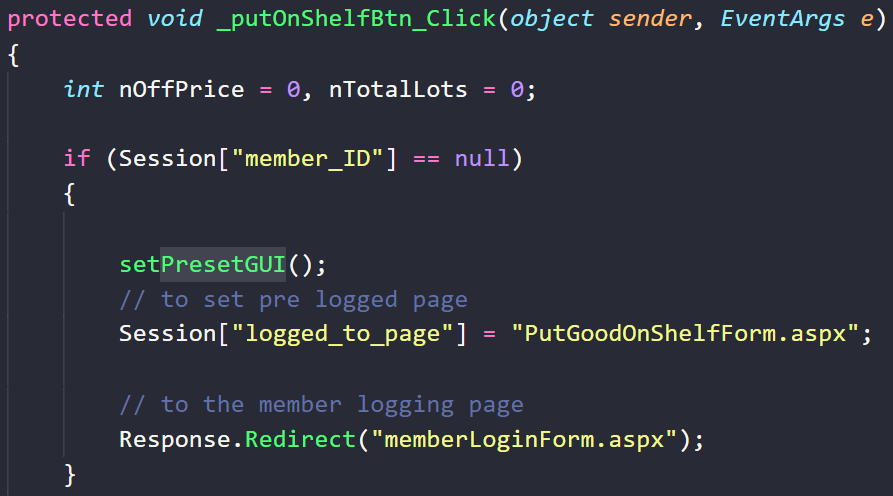 protected void _putOnShelfBtn_Click(object sender, EventArgs e)
{
int nOffPrice = 0, nTotalLots = 0;
if (Session["member_ID"] == null)
{
setPresetGUI();
// to set pre logged page
Session["logged_to_page"] = "PutGoodOnShelfForm.aspx";
// to the member logging page
Response.Redirect("memberLoginForm.aspx");
}